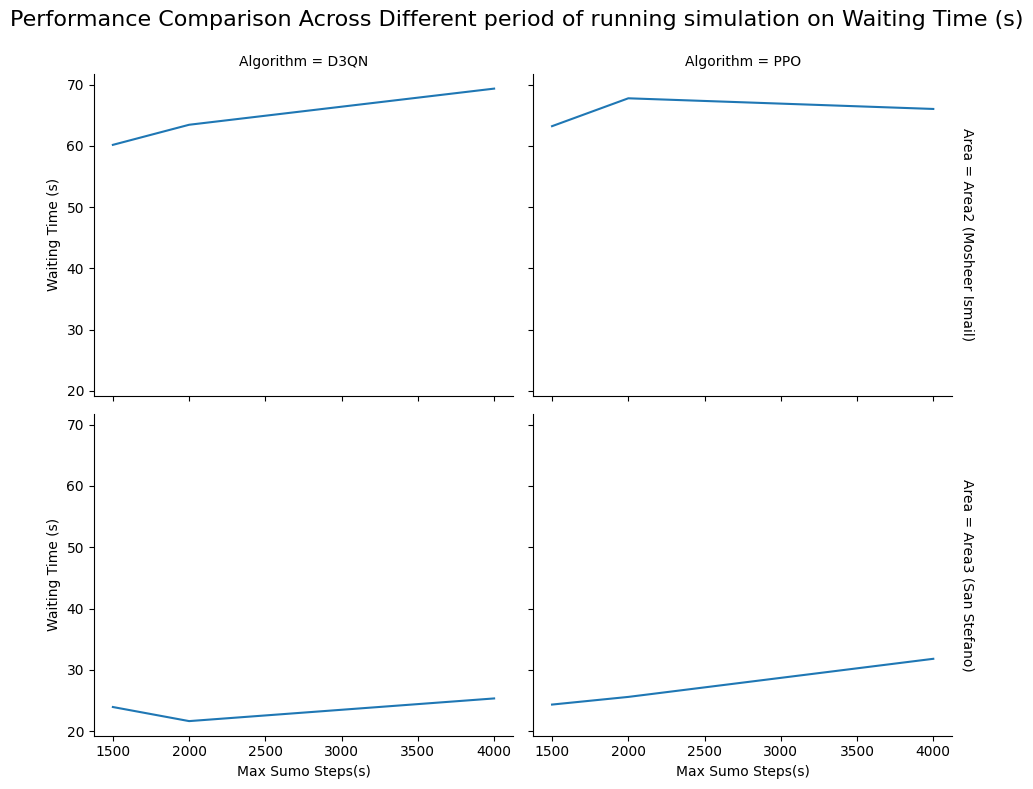 Performance Comparison Across Different period of running simulation on Waiting Time (s)
Algorithm = D3QN
Algorithm = PPO
70
60
50
40
30
20
Waiting Time (s)
Area = Area2 (Mosheer Ismail)
70
60
50
40
30
20
Waiting Time (s)
Area = Area3 (San Stefano)
1500 2000 2500 3000 3500 4000
1500 2000 2500 3000 3500 4000
Max Sumo Steps(s)
Max Sumo Steps(s)